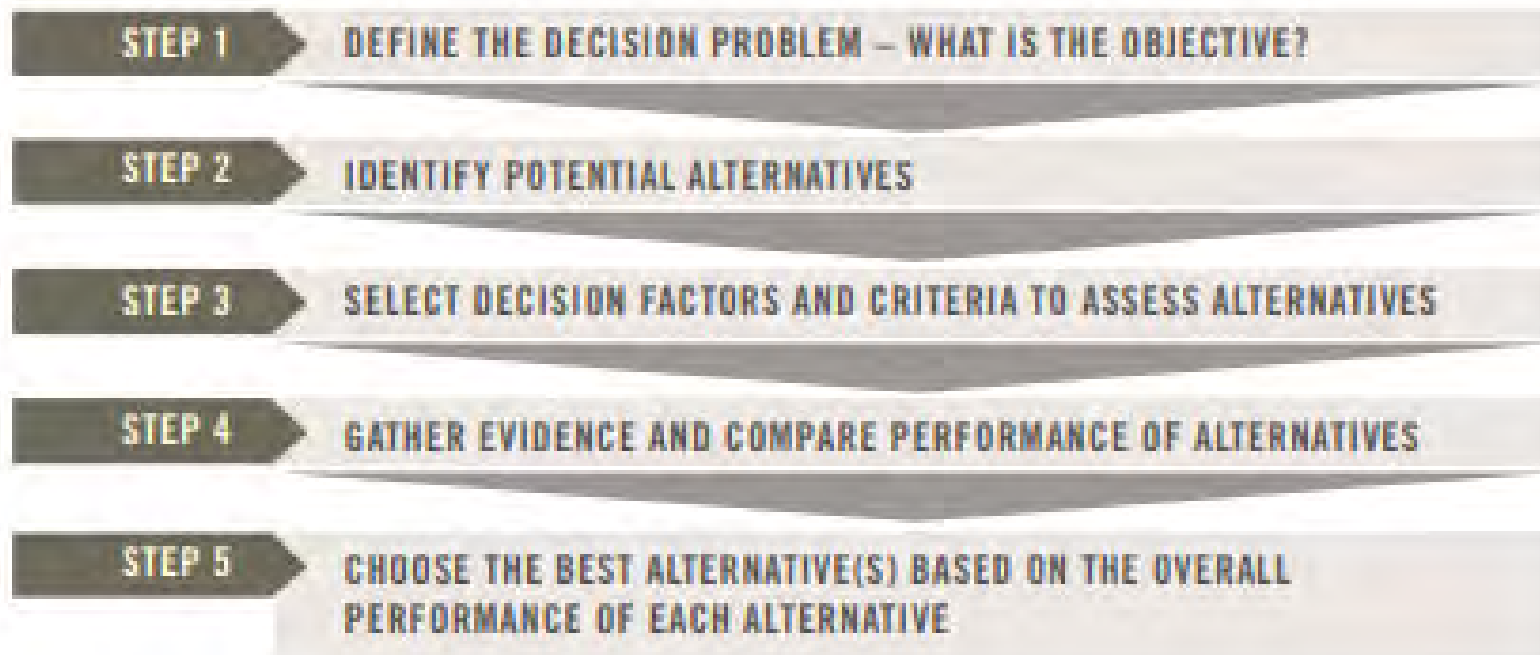 STEP 1
DEFINE THE DECISION PROBLEM – WHAT IS THE OBJECTIVE?
STEP 2
IDENTIFY POTENTIAL ALTERNATIVES
STEP 3
SELECT DECISION FACTORS AND CRITERIA TO ASSESS ALTERNATIVES
STEP 4
GATHER EVIDENCE AND COMPARE PERFORMANCE OF ALTERNATIVES
STEP 5
CHOOSE THE BEST ALTERNATIVE(S) BASED ON THE OVERALL
PERFORMANCE OF EACH ALTERNATIVE